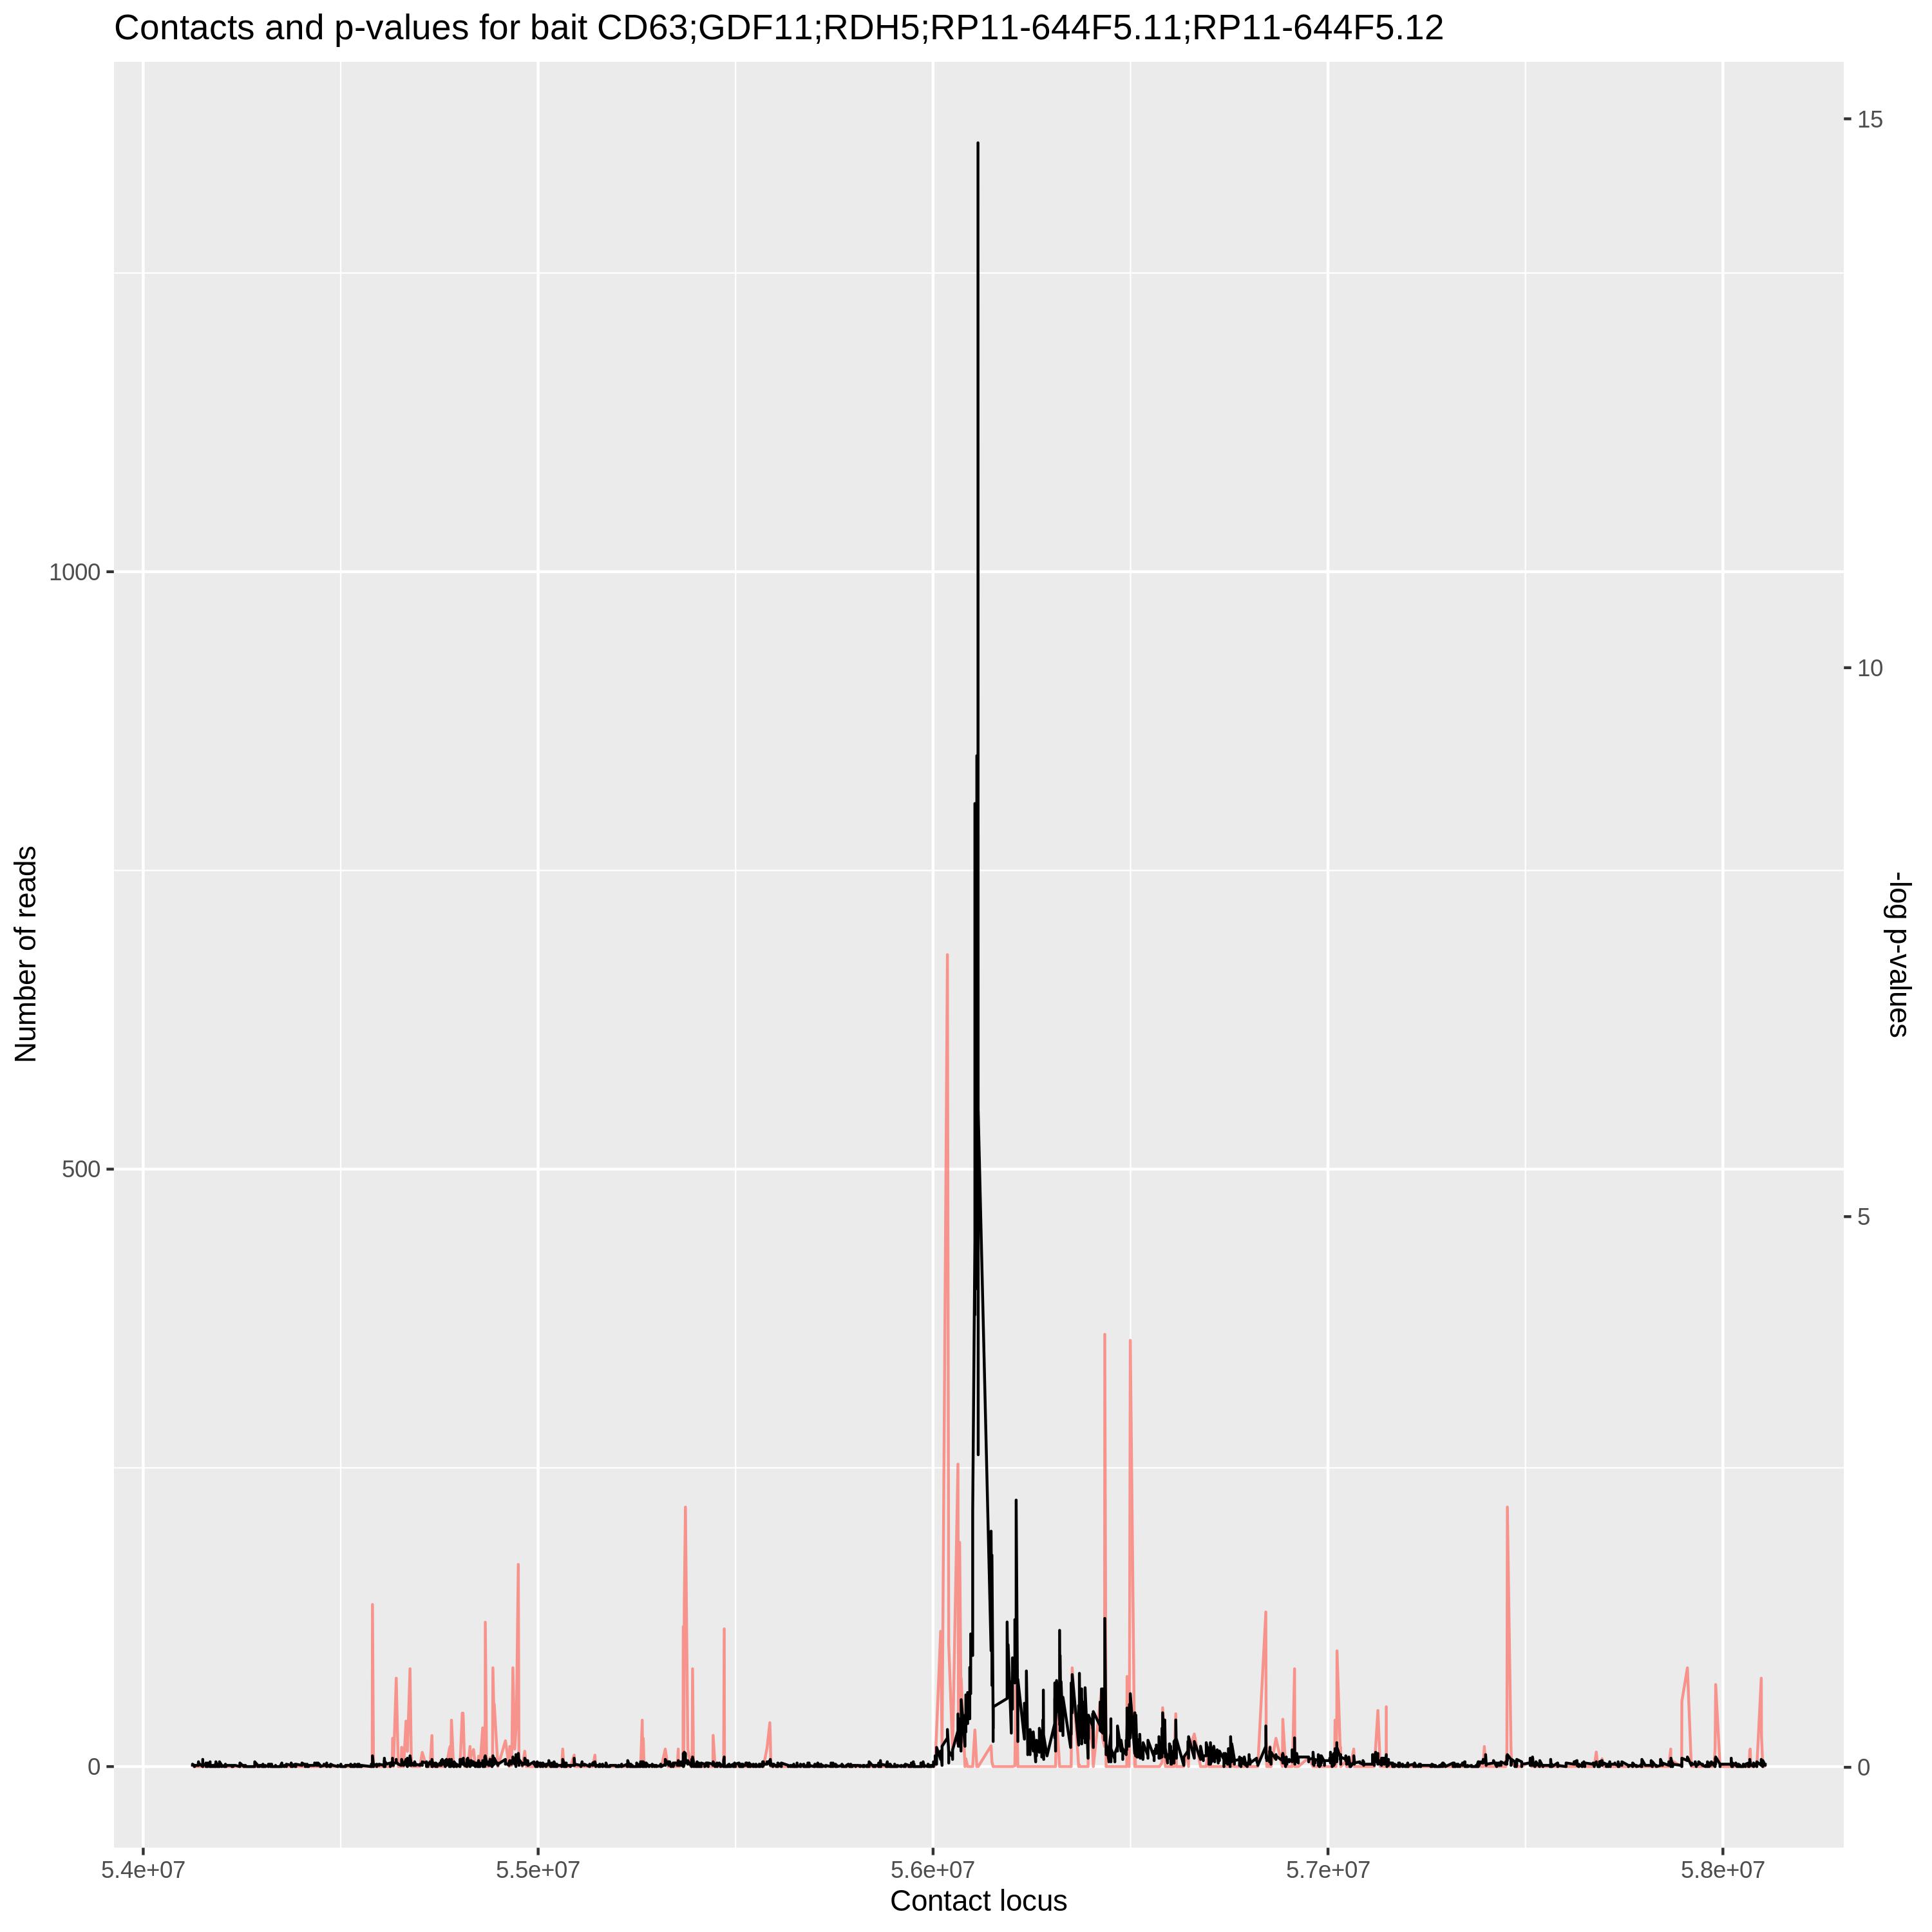 Contacts and p-values for bait CD63;GDF11;RDH5;RP11-644F5.11;RP11-644F5.12
15
1000
10
Number of reads
-log p-values
500
5
0
0
5.4e+07
5.5e+07
5.6e+07
5.7e+07
5.8e+07
Contact locus